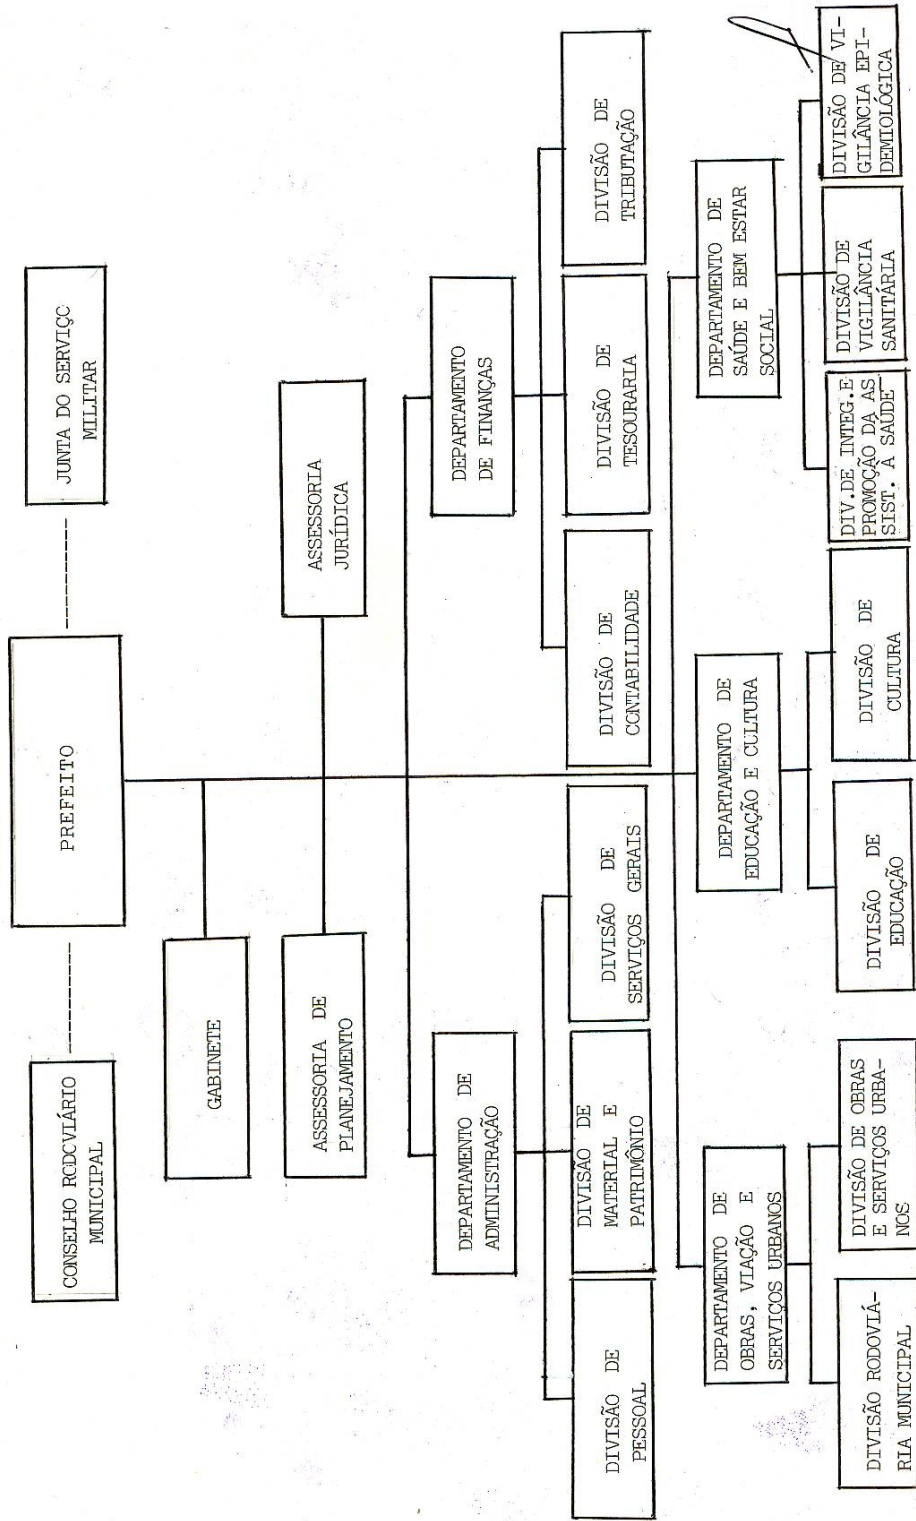 CONSELHO RODOVIÁRIO
MUNICIPAL
PREFEITO
JUNTA DO SERVIÇO
MILITAR
GABINETE
ASSESSORIA DE
PLANEJAMENTO
ASSESSORIA
JURÍDICA
DEPARTAMENTO DE
ADMINISTRAÇÃO
DEPARTAMENTO
DE FINANÇAS
DIVISÃO DE
PESSOAL
DIVISÃO DE
MATERIAL E
PATRIMÔNIO
DIVISÃO DE
SERVIÇOS GERAIS
DIVISÃO DE
CONTABILIDADE
DIVISÃO DE
TESOURARIA
DIVISÃO DE
TRIBUTAÇÃO
DEPARTAMENTO DE
OBRAS, VIAÇÃO E
SERVIÇOS URBANOS
DEPARTAMENTO DE
EDUCAÇÃO E CULTURA
DEPARTAMENTO DE
SAÚDE E BEM ESTAR
SOCIAL
DIVISÃO RODOVIÁ-
RIA MUNICIPAL
DIVISÃO DE OBRAS
E SERVIÇOS URBA-
NOS
DIVISÃO DE
EDUCAÇÃO
DIVISÃO DE
CULTURA
DIV.DE INTEG.E
PROMOÇÃO DA AS
SIST. A SAÚDE
DIVISÃO DE
VIGILÂNCIA
SANITÁRIA
DIVISÃO DE VI-
GILÂNCIA EPI-
DEMIOLÓGICA